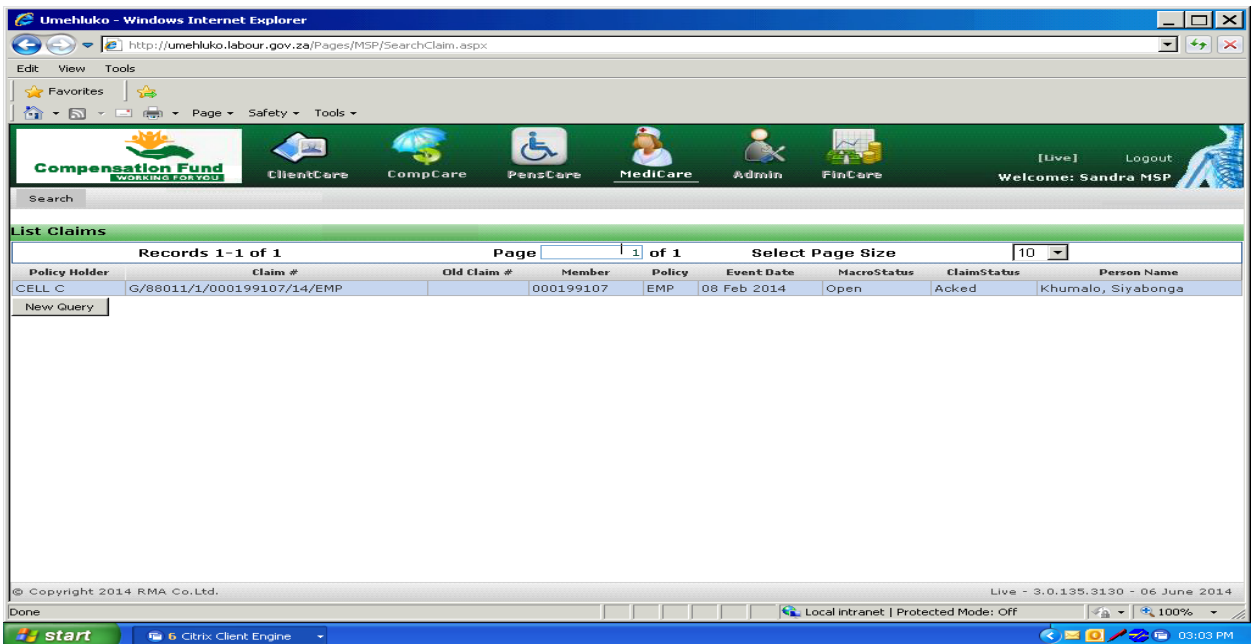 Umehluko - Windows Internet Explorer
http://umehluko.labour.gov.za/Pages/MSP/SearchClaim.aspx
Edit View Tools
Favorites
Page Safety Tools
Compensation Fund
WORKING FOR YOU
ClientCare CompCare PensCare MediCare Admin FinCare
[Live] Logout
Welcome: Sandra MSP
Search
List Claims
Records 1-1 of 1 Page 1 of 1 Select Page Size 10
Policy Holder Claim # Old Claim # Member Policy Event Date MacroStatus ClaimStatus Person Name
CELL C G/88011/1/000199107/14/EMP 000199107 EMP 08 Feb 2014 Open Acked Khumalo, Siyabonga
New Query
© Copyright 2014 RMA Co.Ltd. Live - 3.0.135.3130 - 06 June 2014
Done Local intranet | Protected Mode: Off 100%
start 6 Citrix Client Engine 03:03 PM